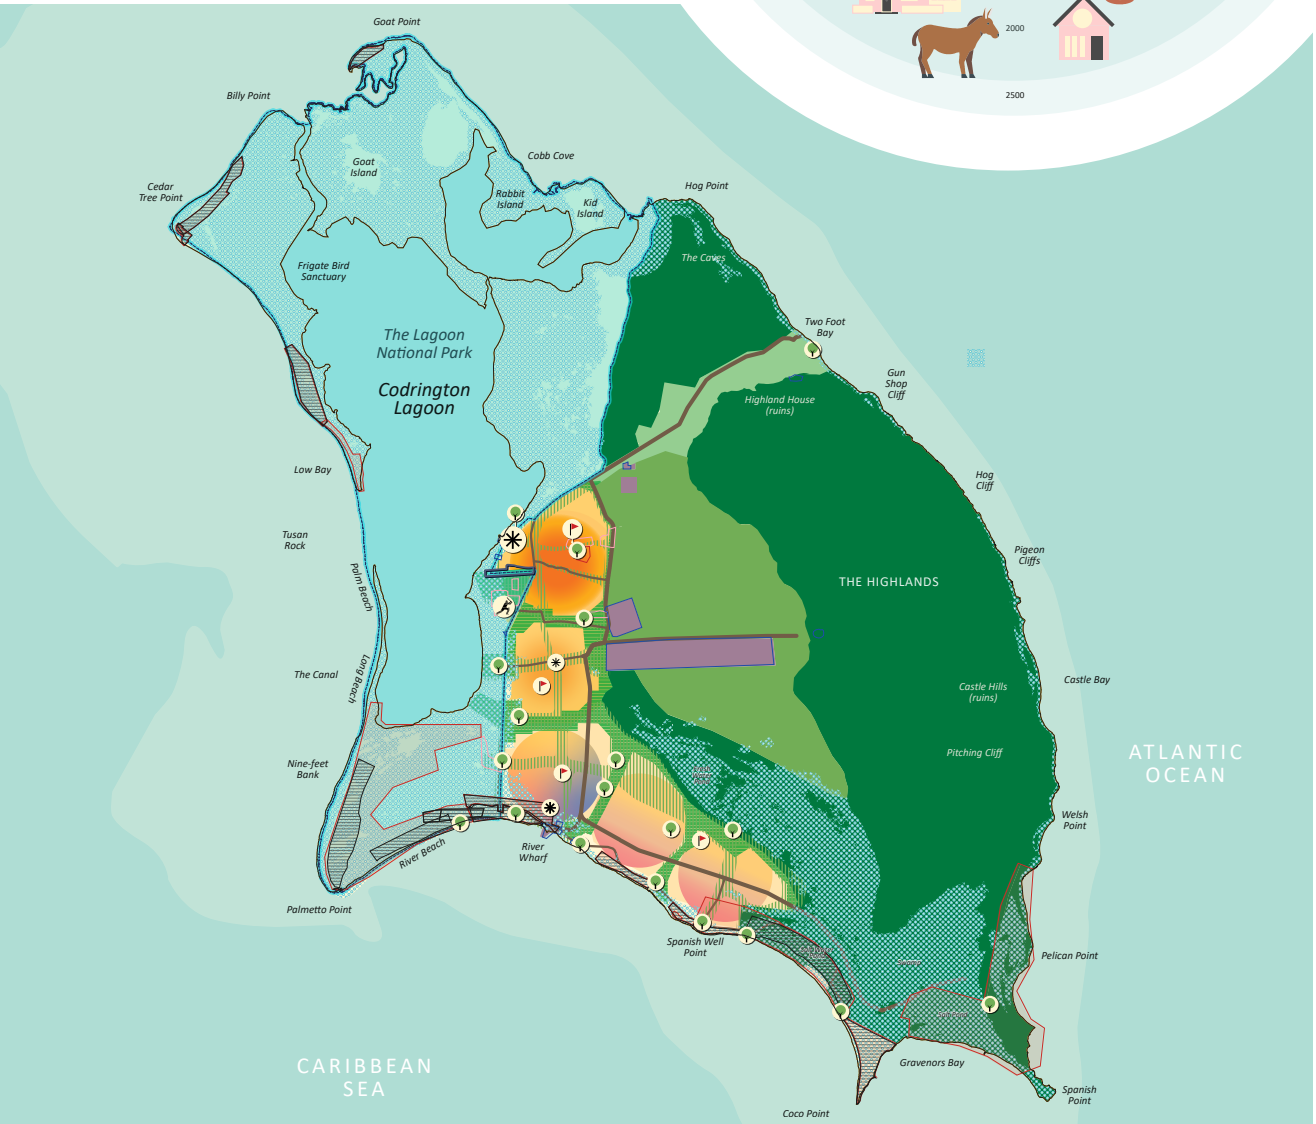 Goat Point
2000
2500
Billy Point
Cobb Cove
Goat
Island
Cedar
Tree Point
Rabbit
Island
Kid
Island
Hog Point
The Caves
Frigate Bird
Sanctuary
The Lagoon
National Park
Codrington
Lagoon
Two Foot
Bay
Gun
Shop
Cliff
Highland House
(ruins)
Low Bay
Hog
Cliff
Tusan
Rock
Pigeon
Cliffs
Palm Beach
THE HIGHLANDS
The Canal
Long Beach
Castle Bay
Castle Hills
(ruins)
Pitching Cliff
ATLANTIC
OCEAN
Nine-feet
Bank
Welsh
Point
River Beach
River
Wharf
Palmetto Point
Spanish Well
Point
Pelican Point
Swamp
Gravenors Bay
CARIBBEAN
SEA
Spanish
Point
Coco Point